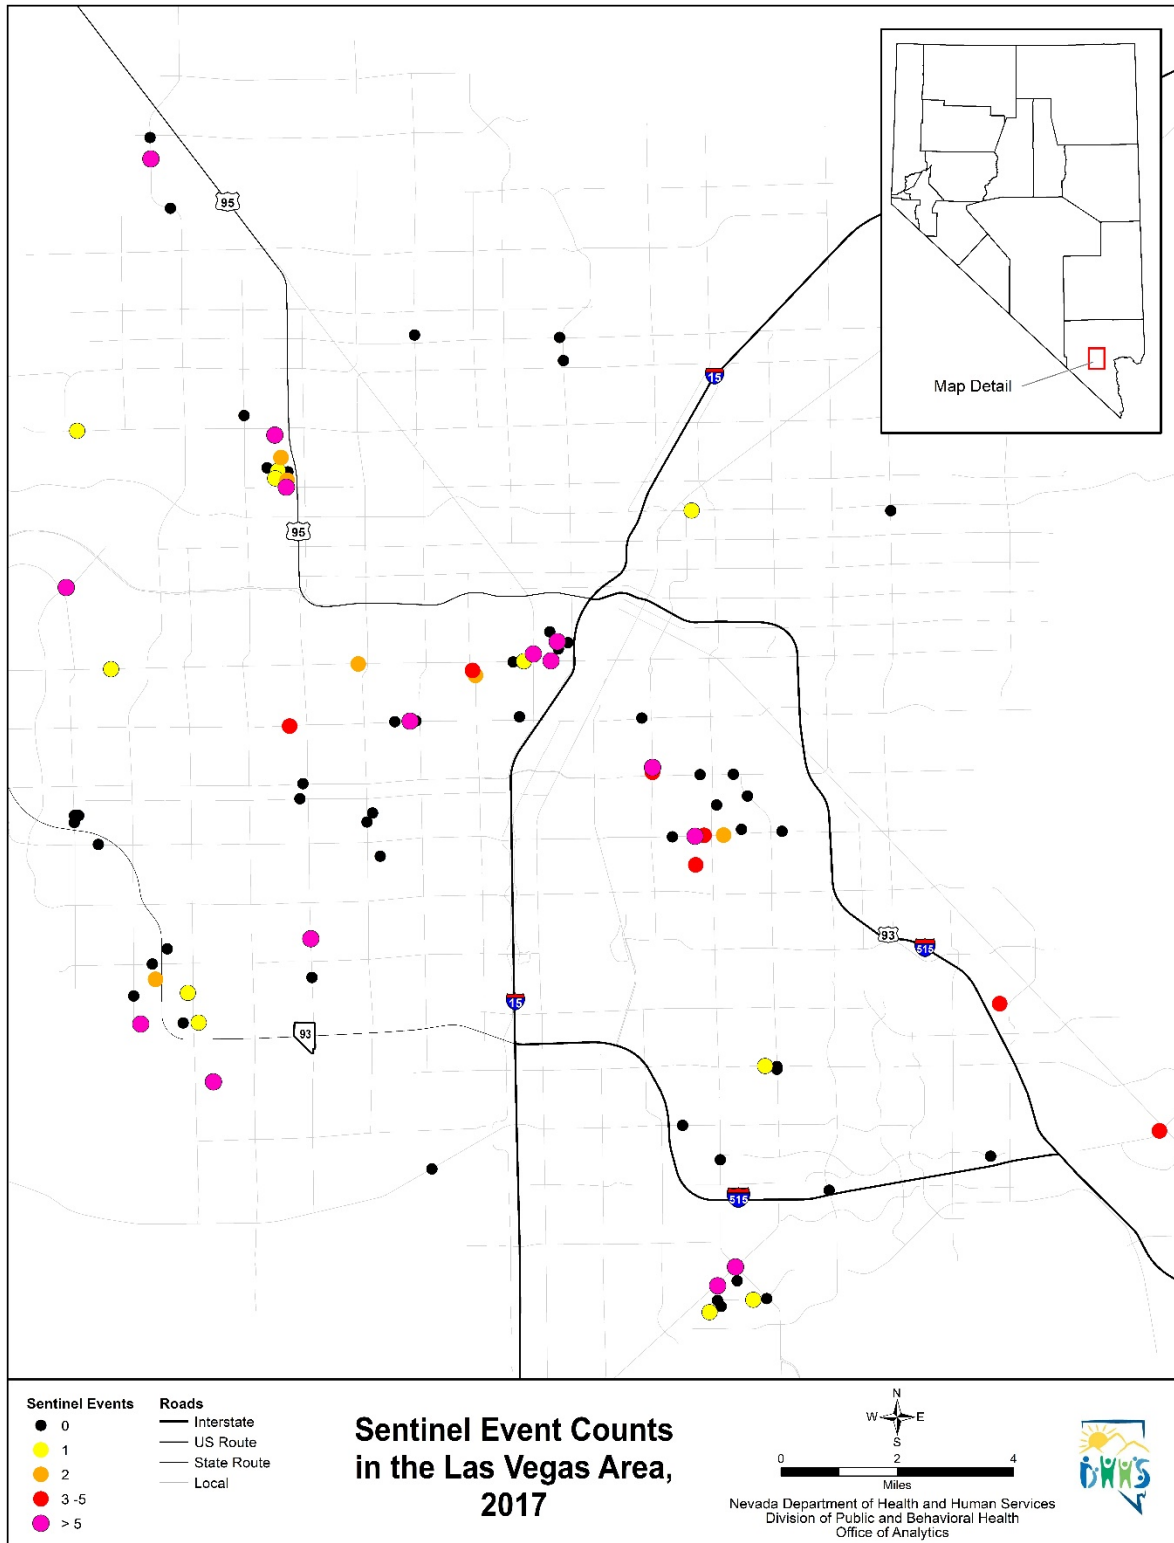 95
15
Map Detail
95
93
515
15
93
515
Sentinel Events
0
1
2
3 -5
> 5
Roads
Interstate
US Route
State Route
Local
Sentinel Event Counts
in the Las Vegas Area,
2017
N
W E
S
0 2 4
Miles
Nevada Department of Health and Human Services
Division of Public and Behavioral Health
Office of Analytics
DHHS